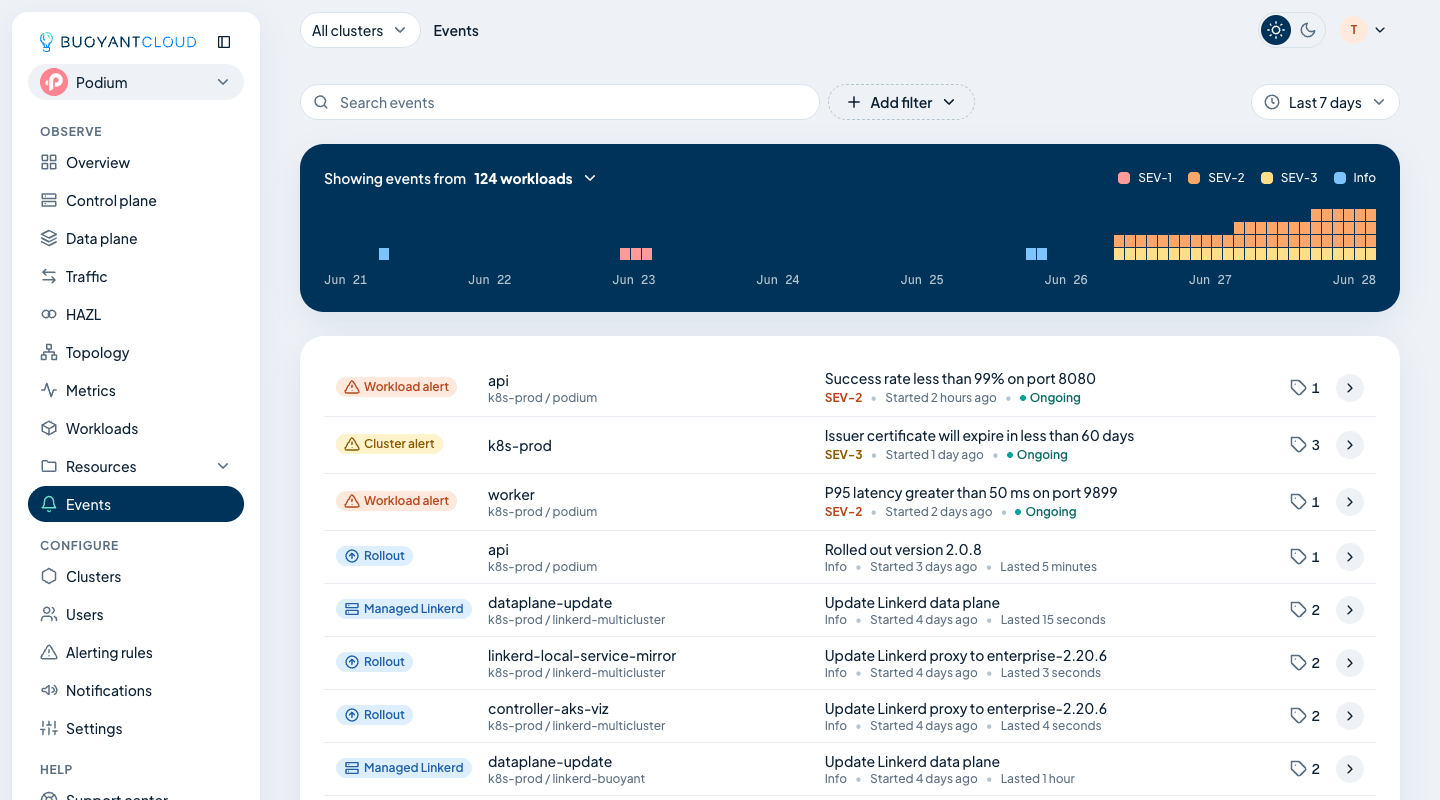 BUOYANTCLOUD
Podium
OBSERVE
Overview
Control plane
Data plane
Traffic
HAZL
Topology
Metrics
Workloads
Resources
Events
CONFIGURE
Clusters
Users
Alerting rules
Notifications
Settings
HELP
Support center
All clusters
Events
T
Search events
Add filter
Last 7 days
Showing events from 124 workloads
SEV-1 SEV-2 SEV-3 Info
Jun 21 Jun 22 Jun 23 Jun 24 Jun 25 Jun 26 Jun 27 Jun 28
Workload alert
api
k8s-prod / podium
Success rate less than 99% on port 8080
SEV-2 • Started 2 hours ago • Ongoing
1
Cluster alert
k8s-prod
Issuer certificate will expire in less than 60 days
SEV-3 • Started 1 day ago • Ongoing
3
Workload alert
worker
k8s-prod / podium
P95 latency greater than 50 ms on port 9899
SEV-2 • Started 2 days ago • Ongoing
1
Rollout
api
k8s-prod / podium
Rolled out version 2.0.8
Info • Started 3 days ago • Lasted 5 minutes
1
Managed Linkerd
dataplane-update
k8s-prod / linkerd-multicluster
Update Linkerd data plane
Info • Started 4 days ago • Lasted 15 seconds
2
Rollout
linkerd-local-service-mirror
k8s-prod / linkerd-multicluster
Update Linkerd proxy to enterprise-2.20.6
Info • Started 4 days ago • Lasted 3 seconds
2
Rollout
controller-aks-viz
k8s-prod / linkerd-multicluster
Update Linkerd proxy to enterprise-2.20.6
Info • Started 4 days ago • Lasted 4 seconds
2
Managed Linkerd
dataplane-update
k8s-prod / linkerd-buoyant
Update Linkerd data plane
Info • Started 4 days ago • Lasted 1 hour
2